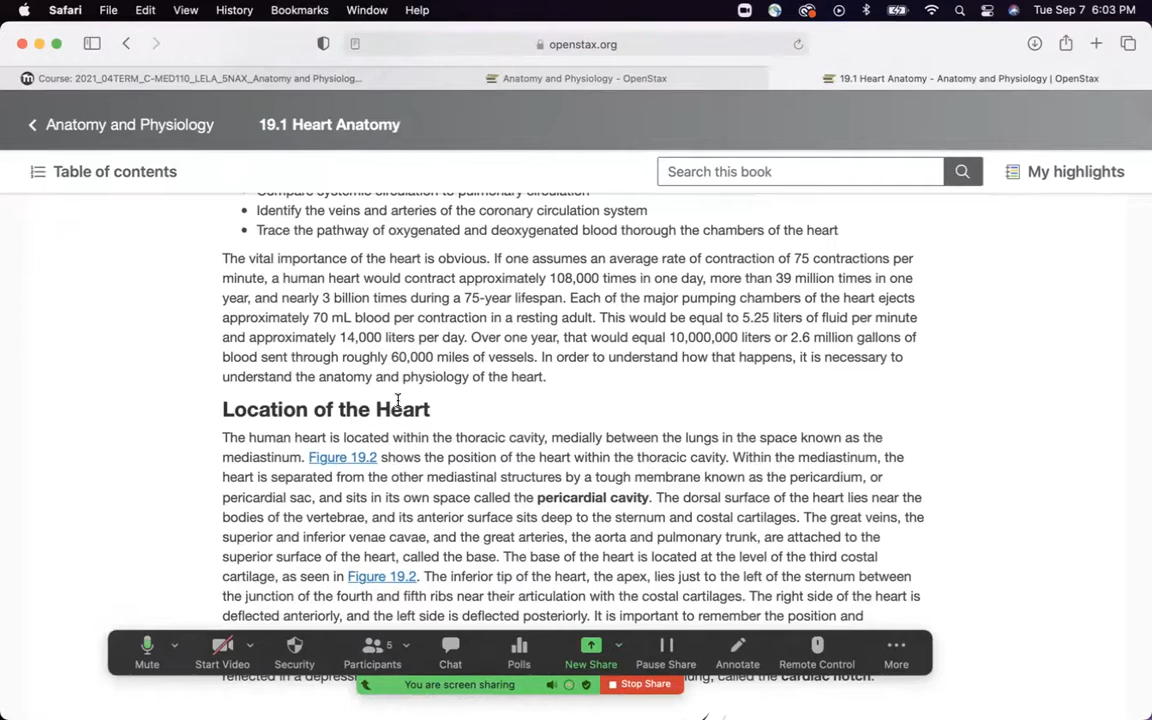 Safari File Edit View History Bookmarks Window Help Tue Sep 7 6:03 PM
openstax.org
Course: 2021_04TERM_C-MED110_LELA_5NAX_Anatomy and Physiolog... Anatomy and Physiology - OpenStax 19.1 Heart Anatomy - Anatomy and Physiology | OpenStax
Anatomy and Physiology 19.1 Heart Anatomy
Table of contents Search this book My highlights
Compare systemic circulation to pulmonary circulation
• Identify the veins and arteries of the coronary circulation system
• Trace the pathway of oxygenated and deoxygenated blood thorough the chambers of the heart
The vital importance of the heart is obvious. If one assumes an average rate of contraction of 75 contractions per
minute, a human heart would contract approximately 108,000 times in one day, more than 39 million times in one
year, and nearly 3 billion times during a 75-year lifespan. Each of the major pumping chambers of the heart ejects
approximately 70 mL blood per contraction in a resting adult. This would be equal to 5.25 liters of fluid per minute
and approximately 14,000 liters per day. Over one year, that would equal 10,000,000 liters or 2.6 million gallons of
blood sent through roughly 60,000 miles of vessels. In order to understand how that happens, it is necessary to
understand the anatomy and physiology of the heart.
Location of the Heart
The human heart is located within the thoracic cavity, medially between the lungs in the space known as the
mediastinum. Figure 19.2 shows the position of the heart within the thoracic cavity. Within the mediastinum, the
heart is separated from the other mediastinal structures by a tough membrane known as the pericardium, or
pericardial sac, and sits in its own space called the pericardial cavity. The dorsal surface of the heart lies near the
bodies of the vertebrae, and its anterior surface sits deep to the sternum and costal cartilages. The great veins, the
superior and inferior venae cavae, and the great arteries, the aorta and pulmonary trunk, are attached to the
superior surface of the heart, called the base. The base of the heart is located at the level of the third costal
cartilage, as seen in Figure 19.2. The inferior tip of the heart, the apex, lies just to the left of the sternum between
the junction of the fourth and fifth ribs near their articulation with the costal cartilages. The right side of the heart is
deflected anteriorly, and the left side is deflected posteriorly. It is important to remember the position and
5
Mute Start Video Security Participants Chat Polls New Share Pause Share Annotate Remote Control More
reflected in a called the cardiac notch.
You are screen sharing Stop Share